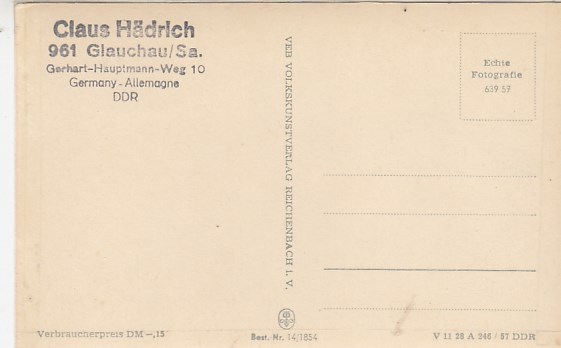 Claus Hädrich
961 Glauchau/Sa.
Gerhart-Hauptmann-Weg 10
Germany - Allemagne
DDR
VEB VOLKSKUNSTVERLAG REICHENBACH I. V.
Echte
Fotografie
639 57
Verbraucherpreis DM –,15
Best. Nr. 14/1854
V 11 28 A 246 / 57 DDR